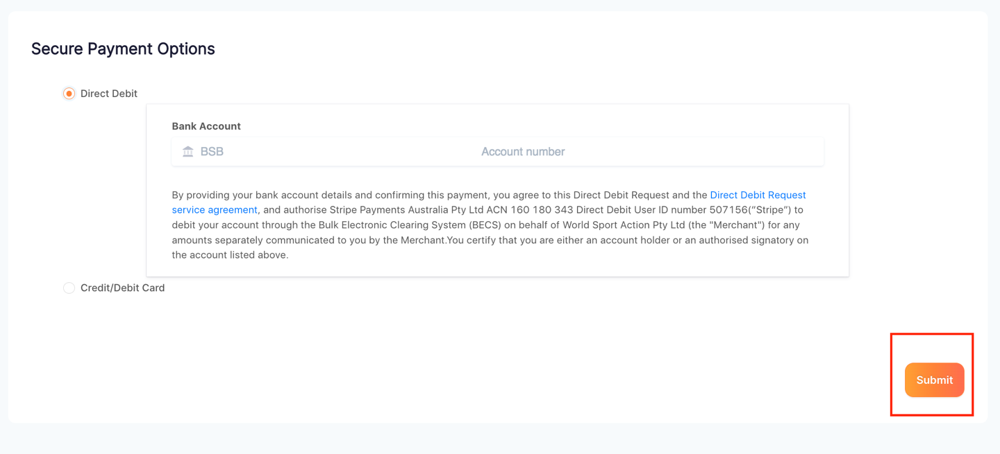 Secure Payment Options
Direct Debit
Bank Account
BSB Account number
By providing your bank account details and confirming this payment, you agree to this Direct Debit Request and the Direct Debit Request
service agreement, and authorise Stripe Payments Australia Pty Ltd ACN 160 180 343 Direct Debit User ID number 507156(“Stripe”) to
debit your account through the Bulk Electronic Clearing System (BECS) on behalf of World Sport Action Pty Ltd (the "Merchant") for any
amounts separately communicated to you by the Merchant.You certify that you are either an account holder or an authorised signatory on
the account listed above.
Credit/Debit Card
Submit